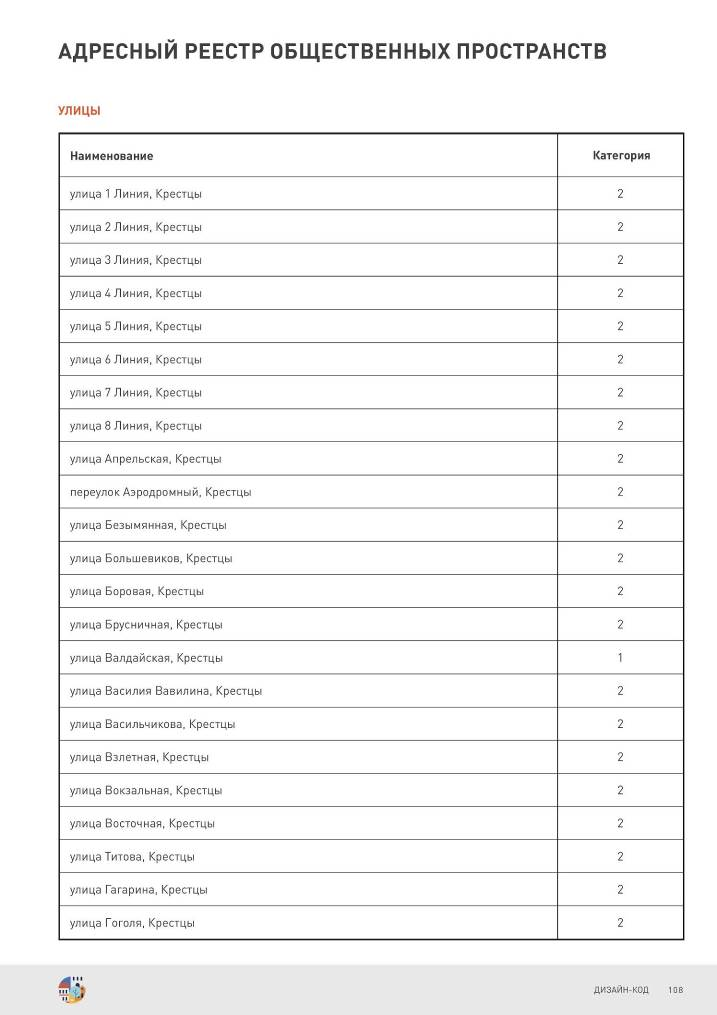 АДРЕСНЫЙ РЕЕСТР ОБЩЕСТВЕННЫХ ПРОСТРАНСТВ
УЛИЦЫ
Наименование Категория
улица 1 Линия, Крестцы 2
улица 2 Линия, Крестцы 2
улица 3 Линия, Крестцы 2
улица 4 Линия, Крестцы 2
улица 5 Линия, Крестцы 2
улица 6 Линия, Крестцы 2
улица 7 Линия, Крестцы 2
улица 8 Линия, Крестцы 2
улица Апрельская, Крестцы 2
переулок Аэродромный, Крестцы 2
улица Безымянная, Крестцы 2
улица Большевиков, Крестцы 2
улица Боровая, Крестцы 2
улица Брусничная, Крестцы 2
улица Валдайская, Крестцы 1
улица Василия Вавилина, Крестцы 2
улица Васильчикова, Крестцы 2
улица Взлетная, Крестцы 2
улица Вокзальная, Крестцы 2
улица Восточная, Крестцы 2
улица Титова, Крестцы 2
улица Гагарина, Крестцы 2
улица Гоголя, Крестцы 2
ДИЗАЙН-КОД 108